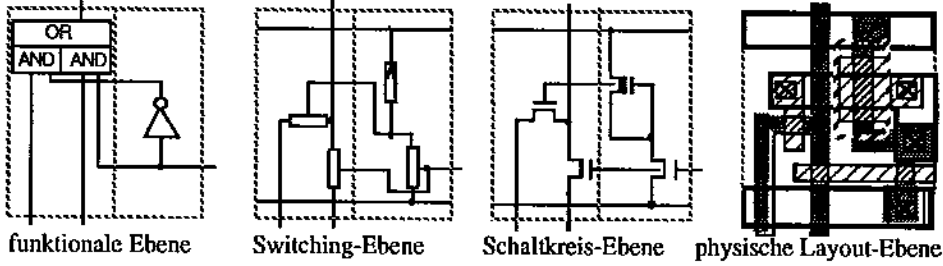 OR
AND AND
funktionale Ebene
Switching-Ebene
Schaltkreis-Ebene
physische Layout-Ebene